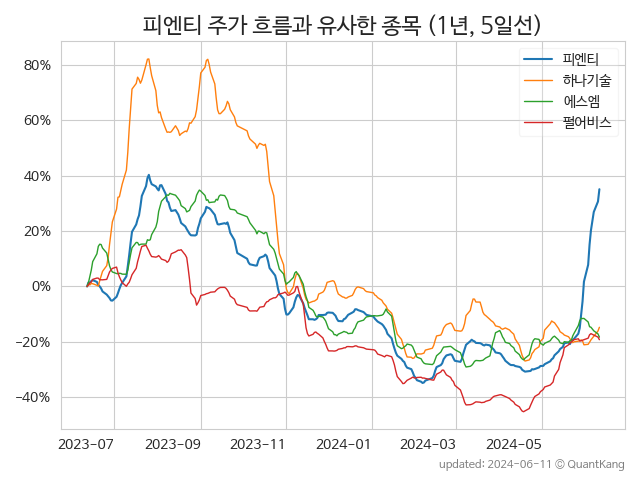 피엔티 주가 흐름과 유사한 종목 (1년, 5일선)
피엔티
하나기술
에스엠
펄어비스
80%
60%
40%
20%
0%
−20%
−40%
2023-07
2023-09
2023-11
2024-01
2024-03
2024-05
updated: 2024-06-11 © QuantKang